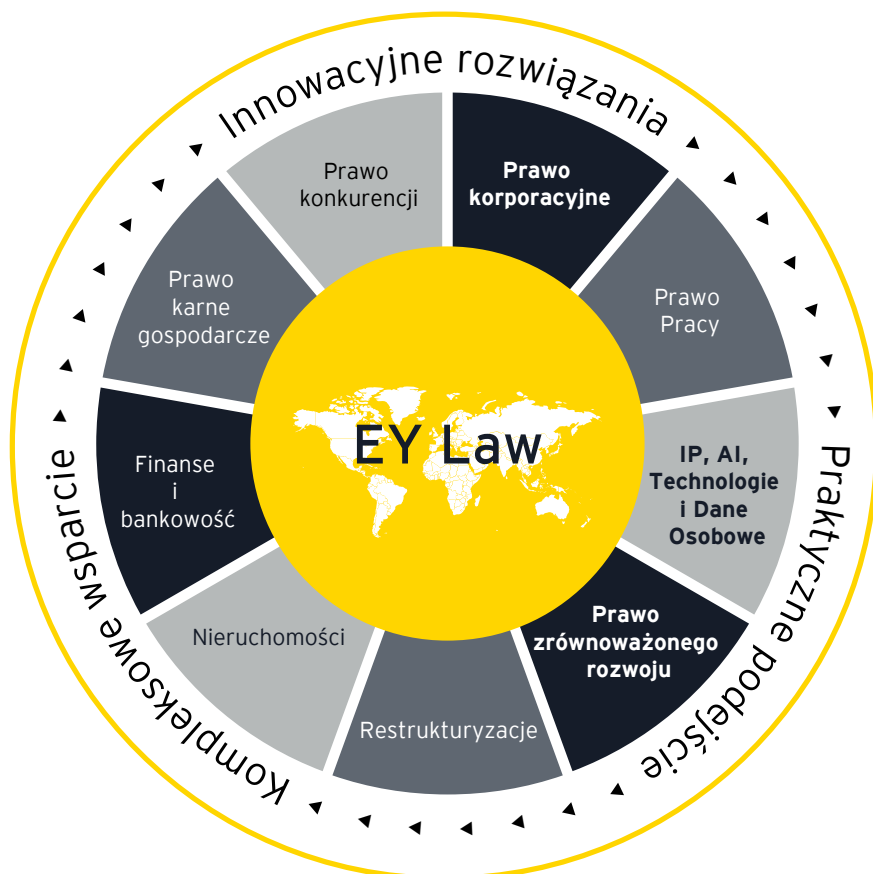 Innowacyjne rozwiązania
Prawo
konkurencji
Prawo
korporacyjne
Prawo
karne
gospodarcze
Prawo
Pracy
EY Law
Finanse
i
bankowość
IP, AI,
Technologie
i Dane
Osobowe
Nieruchomości
Prawo
zrównoważonego
rozwoju
Restrukturyzacje
Praktyczne podejście
Kompleksowe wsparcie